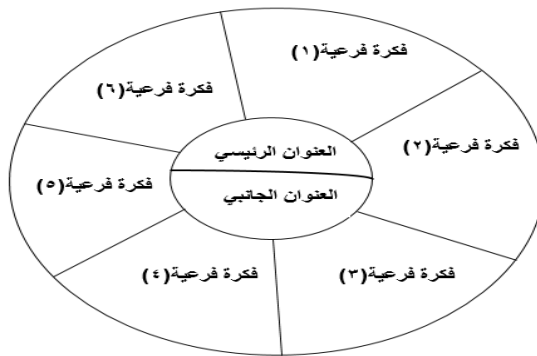 فكرة فرعية(١)
فكرة فرعية(٢)
فكرة فرعية(٣)
فكرة فرعية(٤)
فكرة فرعية(٥)
فكرة فرعية(٦)
العنوان الرئيسي
العنوان الجانبي